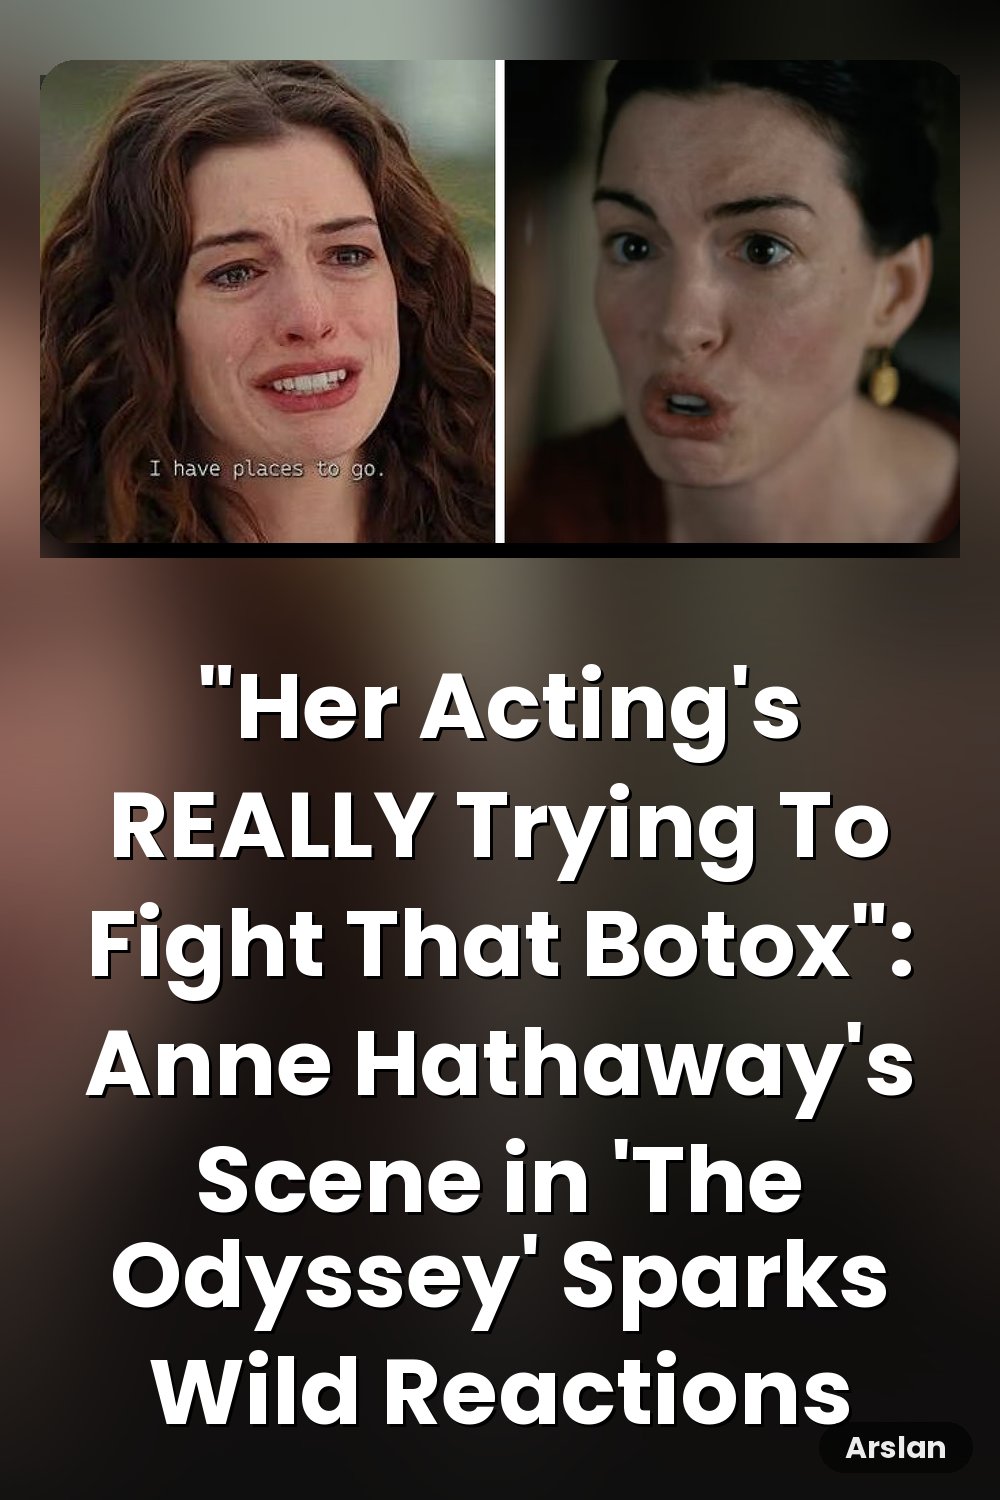 I have places to go.
"Her Acting's
REALLY Trying To
Fight That Botox":
Anne Hathaway's
Scene in 'The
Odyssey' Sparks
Wild Reactions
Arslan